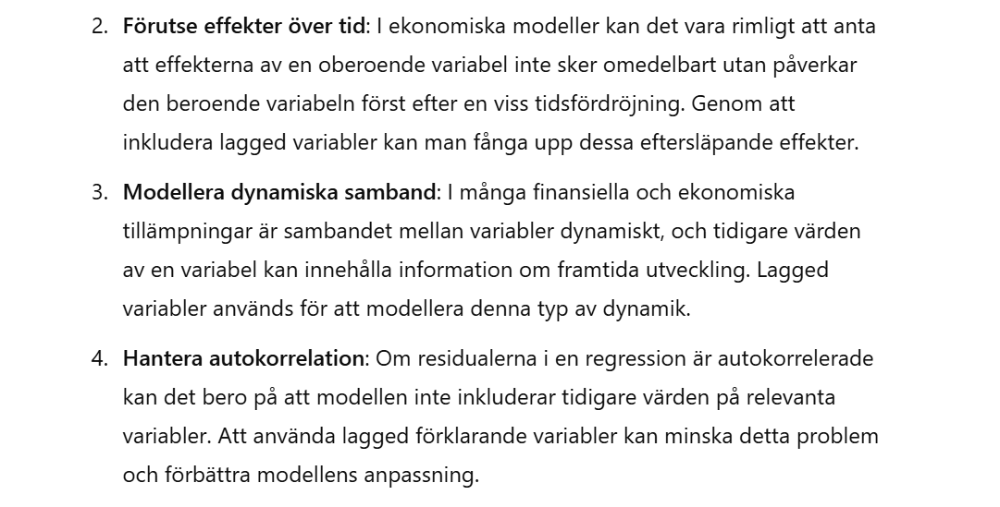 2. Förutse effekter över tid: I ekonomiska modeller kan det vara rimligt att anta
att effekterna av en oberoende variabel inte sker omedelbart utan påverkar
den beroende variabeln först efter en viss tidsfördröjning. Genom att
inkludera lagged variabler kan man fånga upp dessa eftersläpande effekter.
3. Modellera dynamiska samband: I många finansiella och ekonomiska
tillämpningar är sambandet mellan variabler dynamiskt, och tidigare värden
av en variabel kan innehålla information om framtida utveckling. Lagged
variabler används för att modellera denna typ av dynamik.
4. Hantera autokorrelation: Om residualerna i en regression är autokorrelerade
kan det bero på att modellen inte inkluderar tidigare värden på relevanta
variabler. Att använda lagged förklarande variabler kan minska detta problem
och förbättra modellens anpassning.